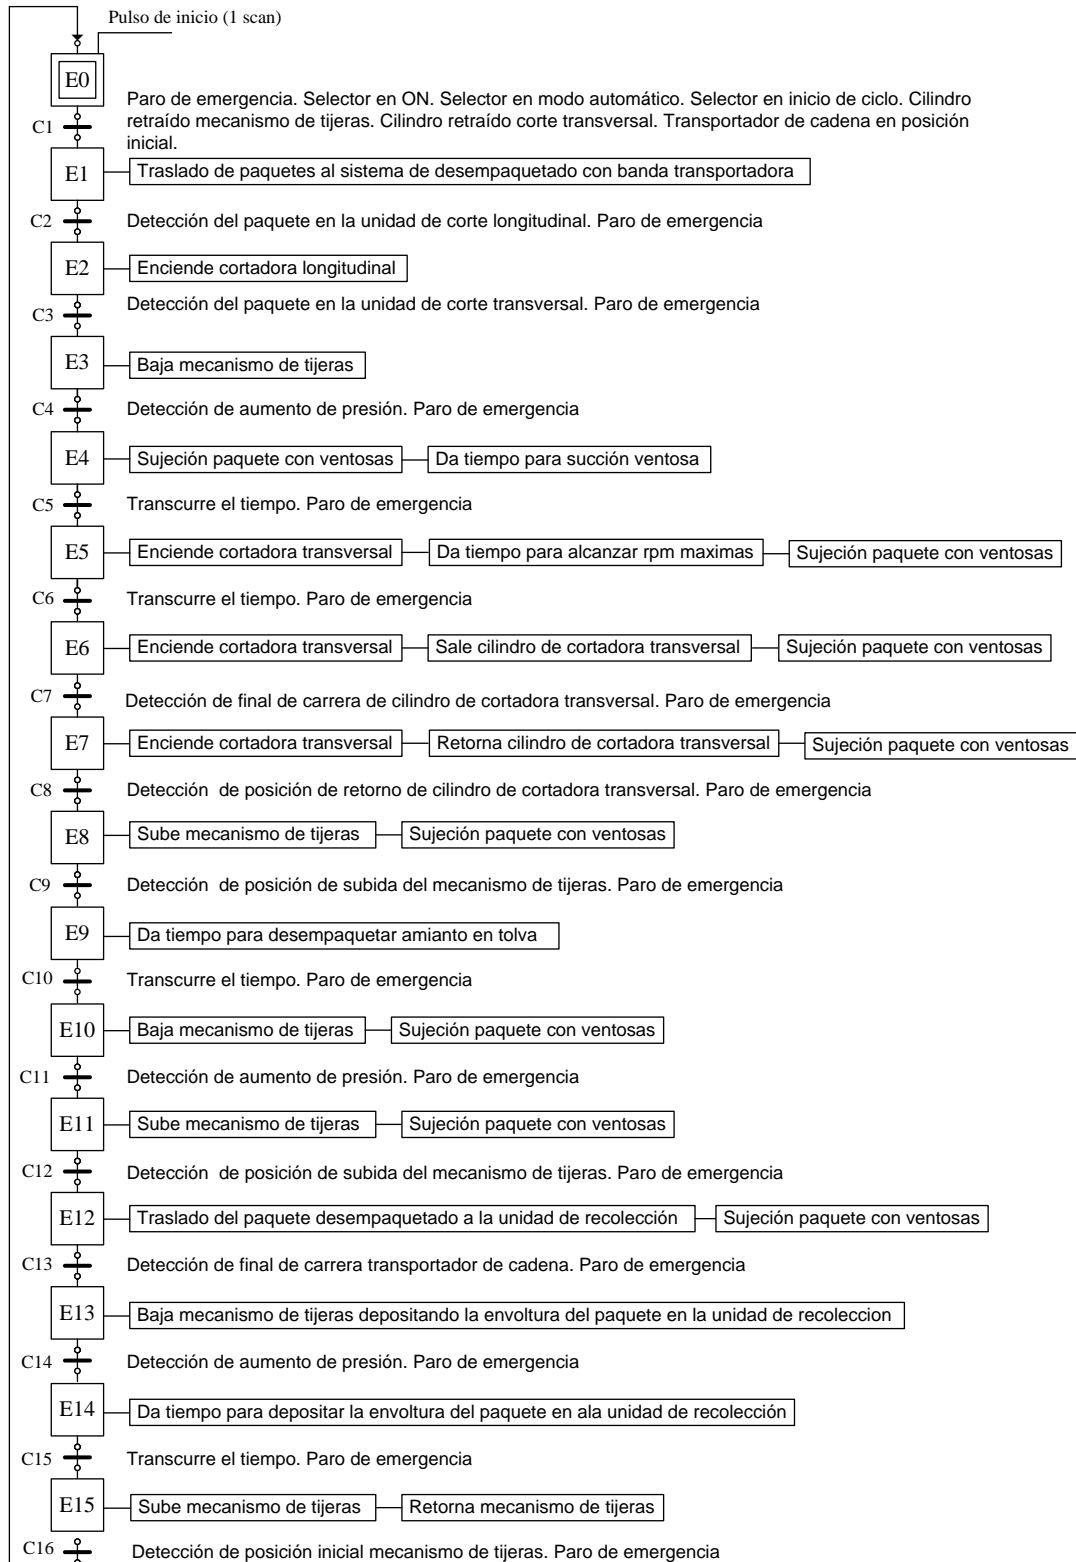 Pulso de inicio (1 scan)
E0
Paro de emergencia. Selector en ON. Selector en modo automático. Selector en inicio de ciclo. Cilindro
retraído mecanismo de tijeras. Cilindro retraído corte transversal. Transportador de cadena en posición
inicial.
C1
E1
Traslado de paquetes al sistema de desempaquetado con banda transportadora
C2
Detección del paquete en la unidad de corte longitudinal. Paro de emergencia
E2
Enciende cortadora longitudinal
C3
Detección del paquete en la unidad de corte transversal. Paro de emergencia
E3
Baja mecanismo de tijeras
C4
Detección de aumento de presión. Paro de emergencia
E4
Sujeción paquete con ventosas
Da tiempo para succión ventosa
C5
Transcurre el tiempo. Paro de emergencia
E5
Enciende cortadora transversal
Da tiempo para alcanzar rpm maximas
Sujeción paquete con ventosas
C6
Transcurre el tiempo. Paro de emergencia
E6
Enciende cortadora transversal
Sale cilindro de cortadora transversal
Sujeción paquete con ventosas
C7
Detección de final de carrera de cilindro de cortadora transversal. Paro de emergencia
E7
Enciende cortadora transversal
Retorna cilindro de cortadora transversal
Sujeción paquete con ventosas
C8
Detección de posición de retorno de cilindro de cortadora transversal. Paro de emergencia
E8
Sube mecanismo de tijeras
Sujeción paquete con ventosas
C9
Detección de posición de subida del mecanismo de tijeras. Paro de emergencia
E9
Da tiempo para desempaquetar amianto en tolva
C10
Transcurre el tiempo. Paro de emergencia
E10
Baja mecanismo de tijeras
Sujeción paquete con ventosas
C11
Detección de aumento de presión. Paro de emergencia
E11
Sube mecanismo de tijeras
Sujeción paquete con ventosas
C12
Detección de posición de subida del mecanismo de tijeras. Paro de emergencia
E12
Traslado del paquete desempaquetado a la unidad de recolección
Sujeción paquete con ventosas
C13
Detección de final de carrera transportador de cadena. Paro de emergencia
E13
Baja mecanismo de tijeras depositando la envoltura del paquete en la unidad de recoleccion
C14
Detección de aumento de presión. Paro de emergencia
E14
Da tiempo para depositar la envoltura del paquete en ala unidad de recolección
C15
Transcurre el tiempo. Paro de emergencia
E15
Sube mecanismo de tijeras
Retorna mecanismo de tijeras
C16
Detección de posición inicial mecanismo de tijeras. Paro de emergencia